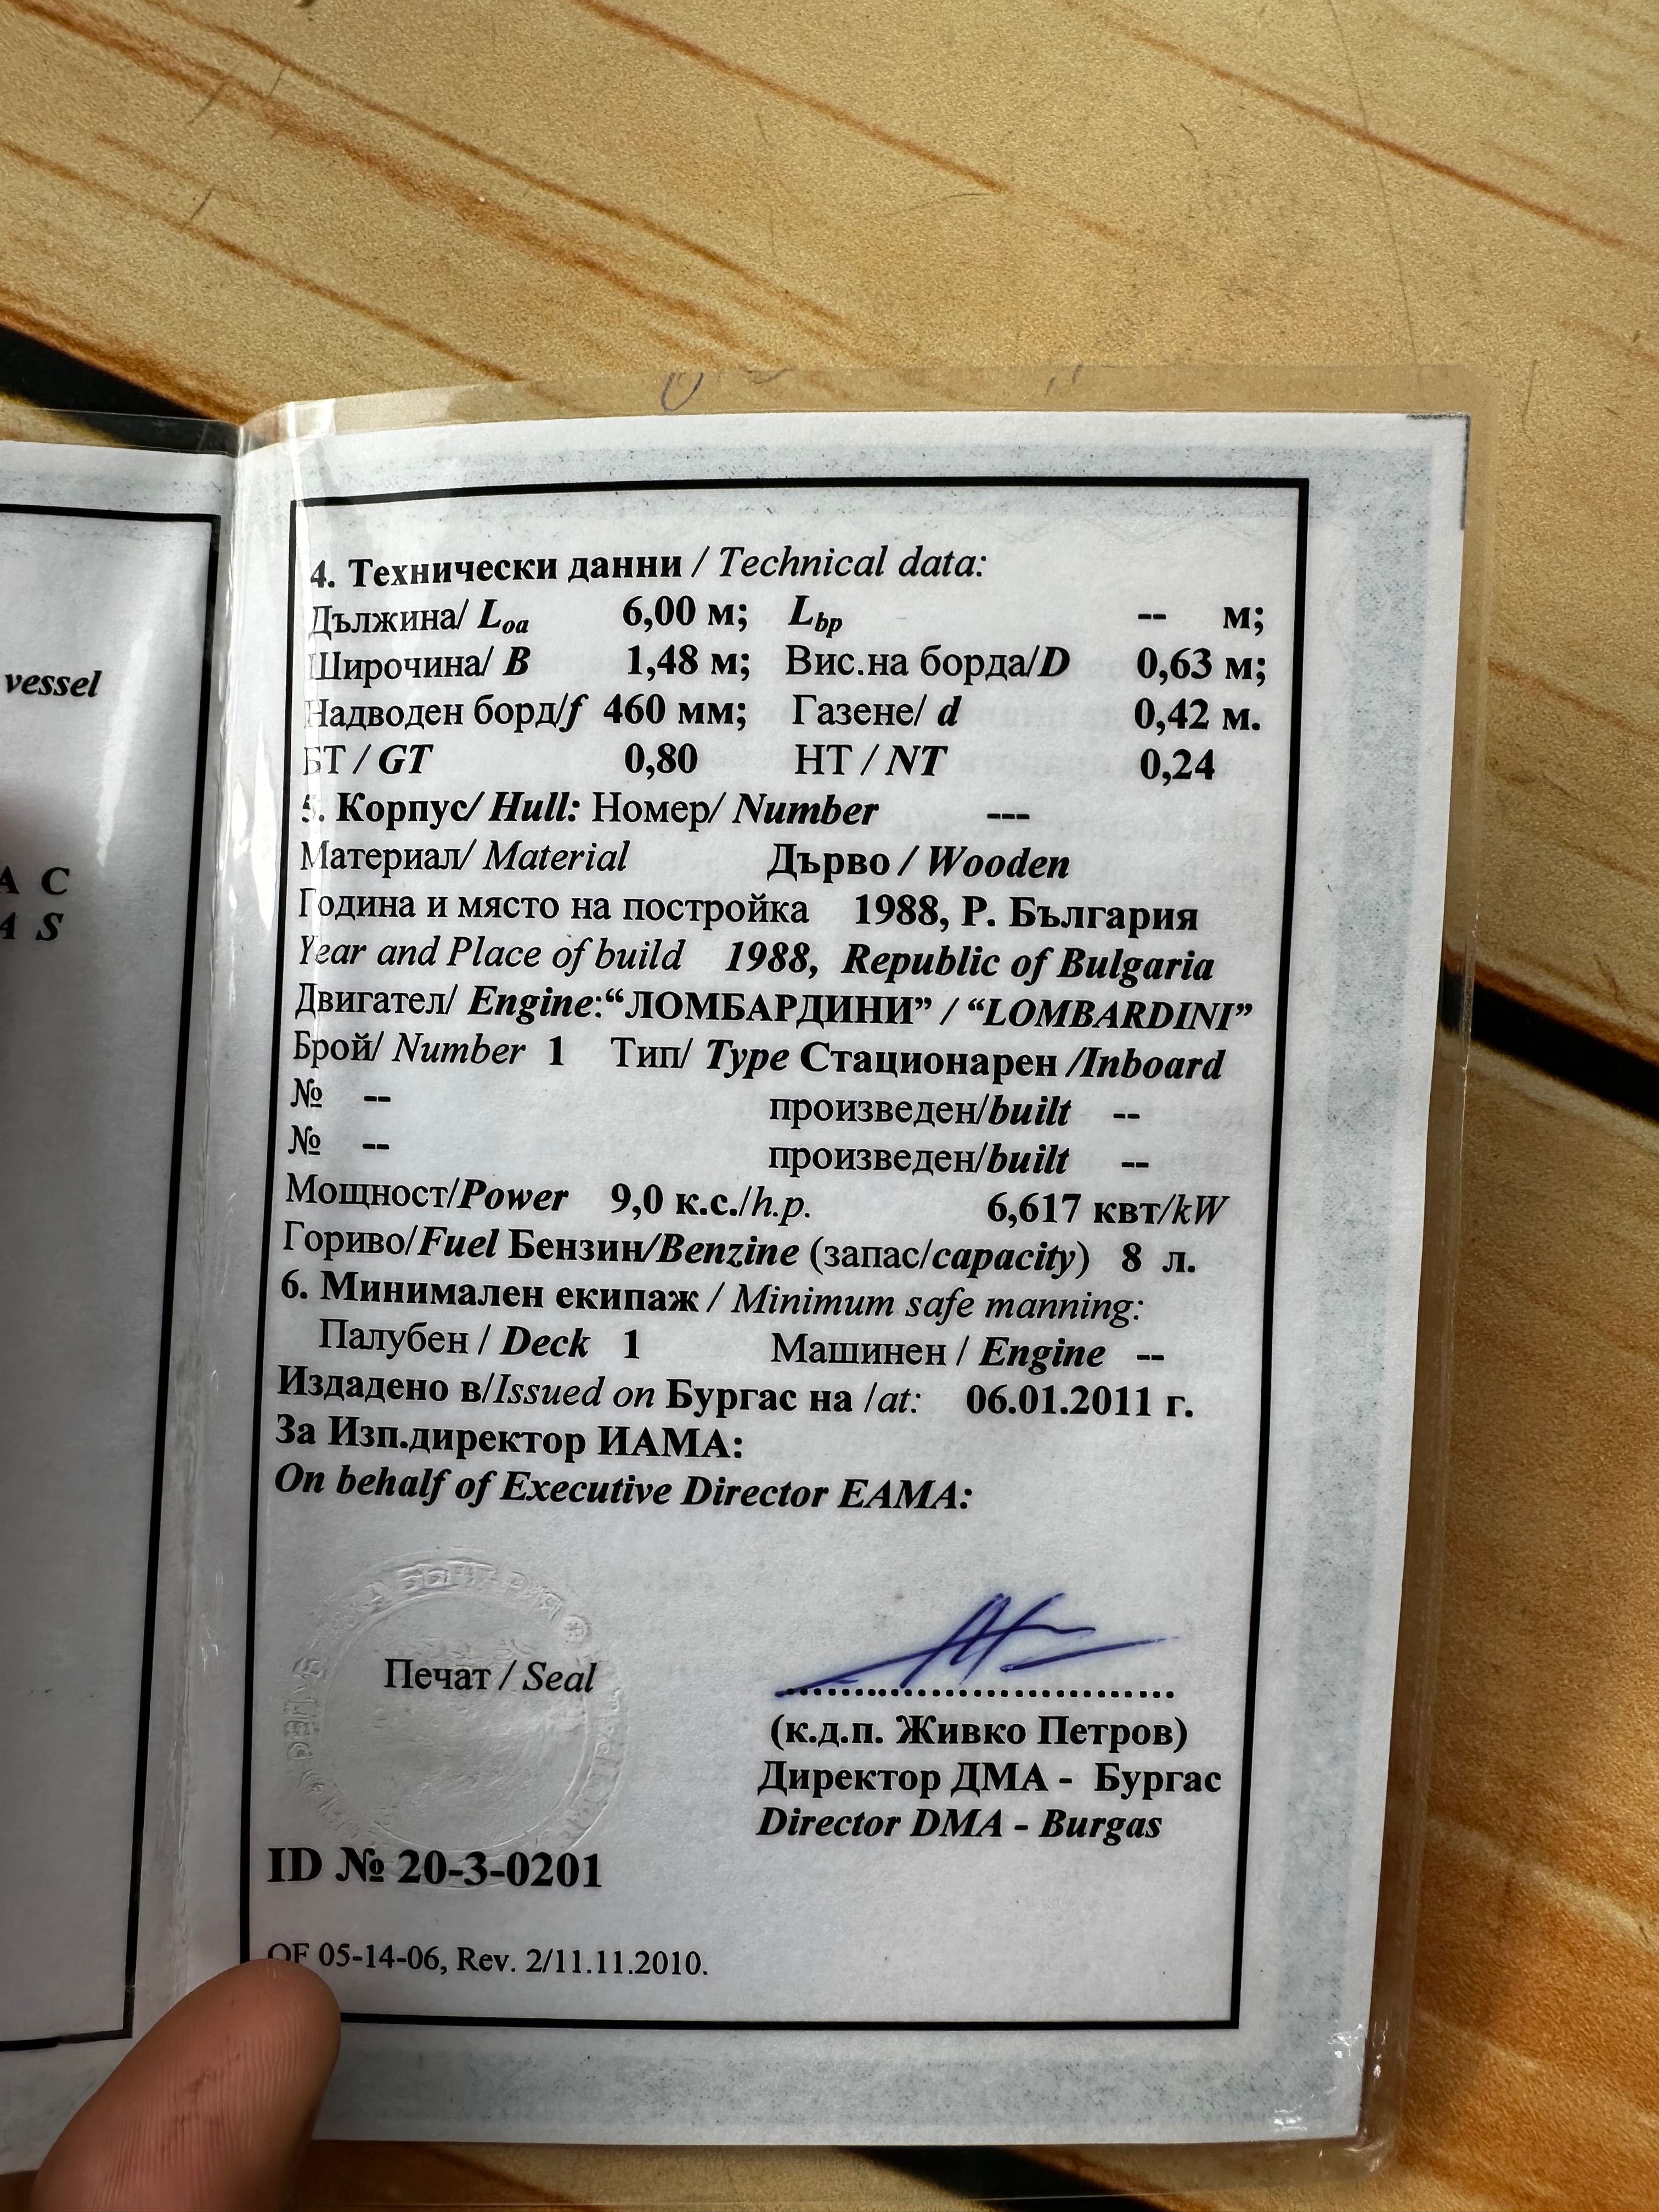 vessel
А С
A S
4. Технически данни / Technical data:
Дължина/ Loa 6,00 м; Lbp -- м;
Широчина/ B 1,48 м; Вис.на борда/D 0,63 м;
Надводен борд/f 460 мм; Газене/ d 0,42 м.
БТ / GT 0,80 НТ / NT 0,24
5. Корпус/ Hull: Номер/ Number ---
Материал/ Material Дърво / Wooden
Година и място на постройка 1988, Р. България
Year and Place of build 1988, Republic of Bulgaria
Двигател/ Engine:“ЛОМБАРДИНИ” / “LOMBARDINI”
Брой/ Number 1 Тип/ Type Стационарен /Inboard
№ -- произведен/built --
№ -- произведен/built --
Мощност/Power 9,0 к.с./h.p. 6,617 квт/kW
Гориво/Fuel Бензин/Benzine (запас/capacity) 8 л.
6. Минимален екипаж / Minimum safe manning:
Палубен / Deck 1 Машинен / Engine --
Издадено в/Issued on Бургас на /at: 06.01.2011 г.
За Изп.директор ИАМА:
On behalf of Executive Director EAMA:
Печат / Seal
(к.д.п. Живко Петров)
Директор ДМА - Бургас
Director DMA - Burgas
ID № 20-3-0201
QF 05-14-06, Rev. 2/11.11.2010.